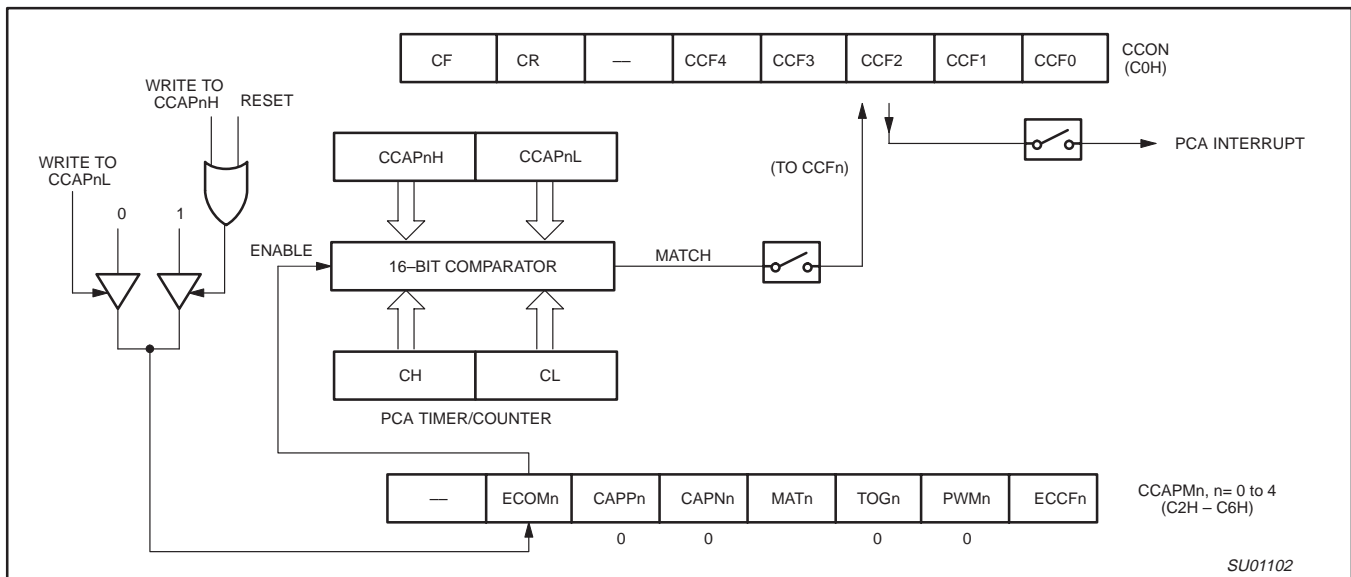 CF CR — CCF4 CCF3 CCF2 CCF1 CCF0
CCON
(C0H)
WRITE TO
CCAPnH
RESET
WRITE TO
CCAPnL
0
1
CCAPnH CCAPnL
(TO CCFn)
PCA INTERRUPT
ENABLE
16–BIT COMPARATOR
MATCH
CH CL
PCA TIMER/COUNTER
— ECOMn CAPPn CAPNn MATn TOGn PWMn ECCFn
0 0 0 0
CCAPMn, n= 0 to 4
(C2H – C6H)
SU01102